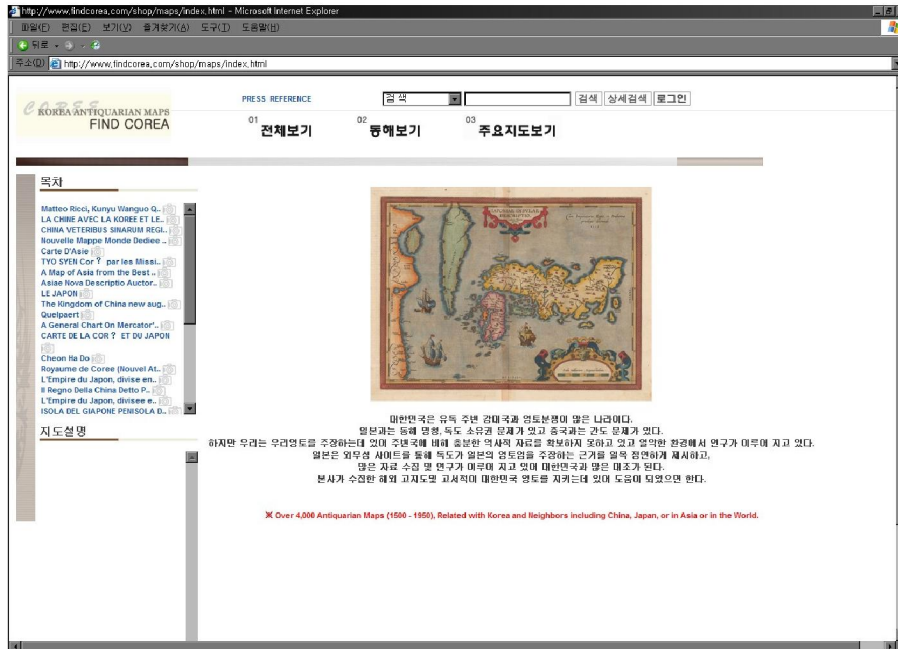 http://www.findcorea.com/shop/maps/index.html - Microsoft Internet Explorer
파일(F) 편집(E) 보기(V) 즐겨찾기(A) 도구(T) 도움말(H)
뒤로
주소(D) http://www.findcorea.com/shop/maps/index.html
KOREA ANTIQUARIAN MAPS
FIND COREA
PRESS REFERENCE 검색 검색 상세검색 로그인
01 전체보기 02 동해보기 03 주요지도보기
목차
Matteo Ricci, Kunyu Wanguo Q..
LA CHINE AVEC LA KOREE ET LE..
CHINA VETERIBUS SINARUM REGI..
Nouvelle Mappe Monde Dediee ..
Carte D'Asie
TYO SYEN Cor ? par les Missi..
A Map of Asia from the Best ..
Asiae Nova Descriptio Auctor..
LE JAPON
The Kingdom of China new aug..
Quelpaert
A General Chart On Mercator'..
CARTE DE LA COR ? ET DU JAPON
Cheon Ha Do
Royaume de Coree (Nouvel At..
L'Empire du Japon, divise en..
Il Regno Della China Detto P..
L'Empire du Japon, divisee e..
ISOLA DEL GIAPONE PENISOLA D..
지도설명
대한민국은 유독 주변 강대국과 영토분쟁이 많은 나라이다.
일본과는 동해 명칭, 독도 소유권 문제가 있고 중국과는 간도 문제가 있다.
하지만 우리는 우리영토를 주장하는데 있어 주변국에 비해 충분한 역사적 자료를 확보하지 못하고 있고 열악한 환경에서 연구가 이루어 지고 있다.
일본은 외무성 사이트를 통해 독도가 일본의 영토임을 주장하는 근거를 일목 정연하게 제시하고,
많은 자료 수집 및 연구가 이루어 지고 있어 대한민국과 많은 대조가 된다.
본사가 수집한 해외 고지도및 고서적이 대한민국 영토를 지키는데 있어 도움이 되었으면 한다.
※ Over 4,000 Antiquarian Maps (1500 - 1950), Related with Korea and Neighbors including China, Japan, or in Asia or in the World.